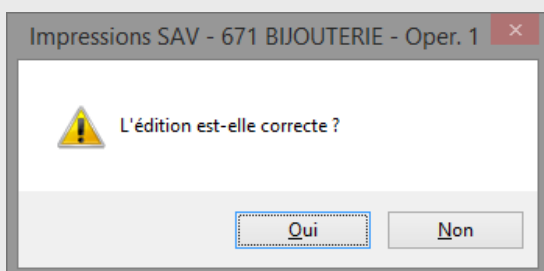 Impressions SAV - 671 BIJOUTERIE - Oper. 1
L'édition est-elle correcte ?
Oui
Non